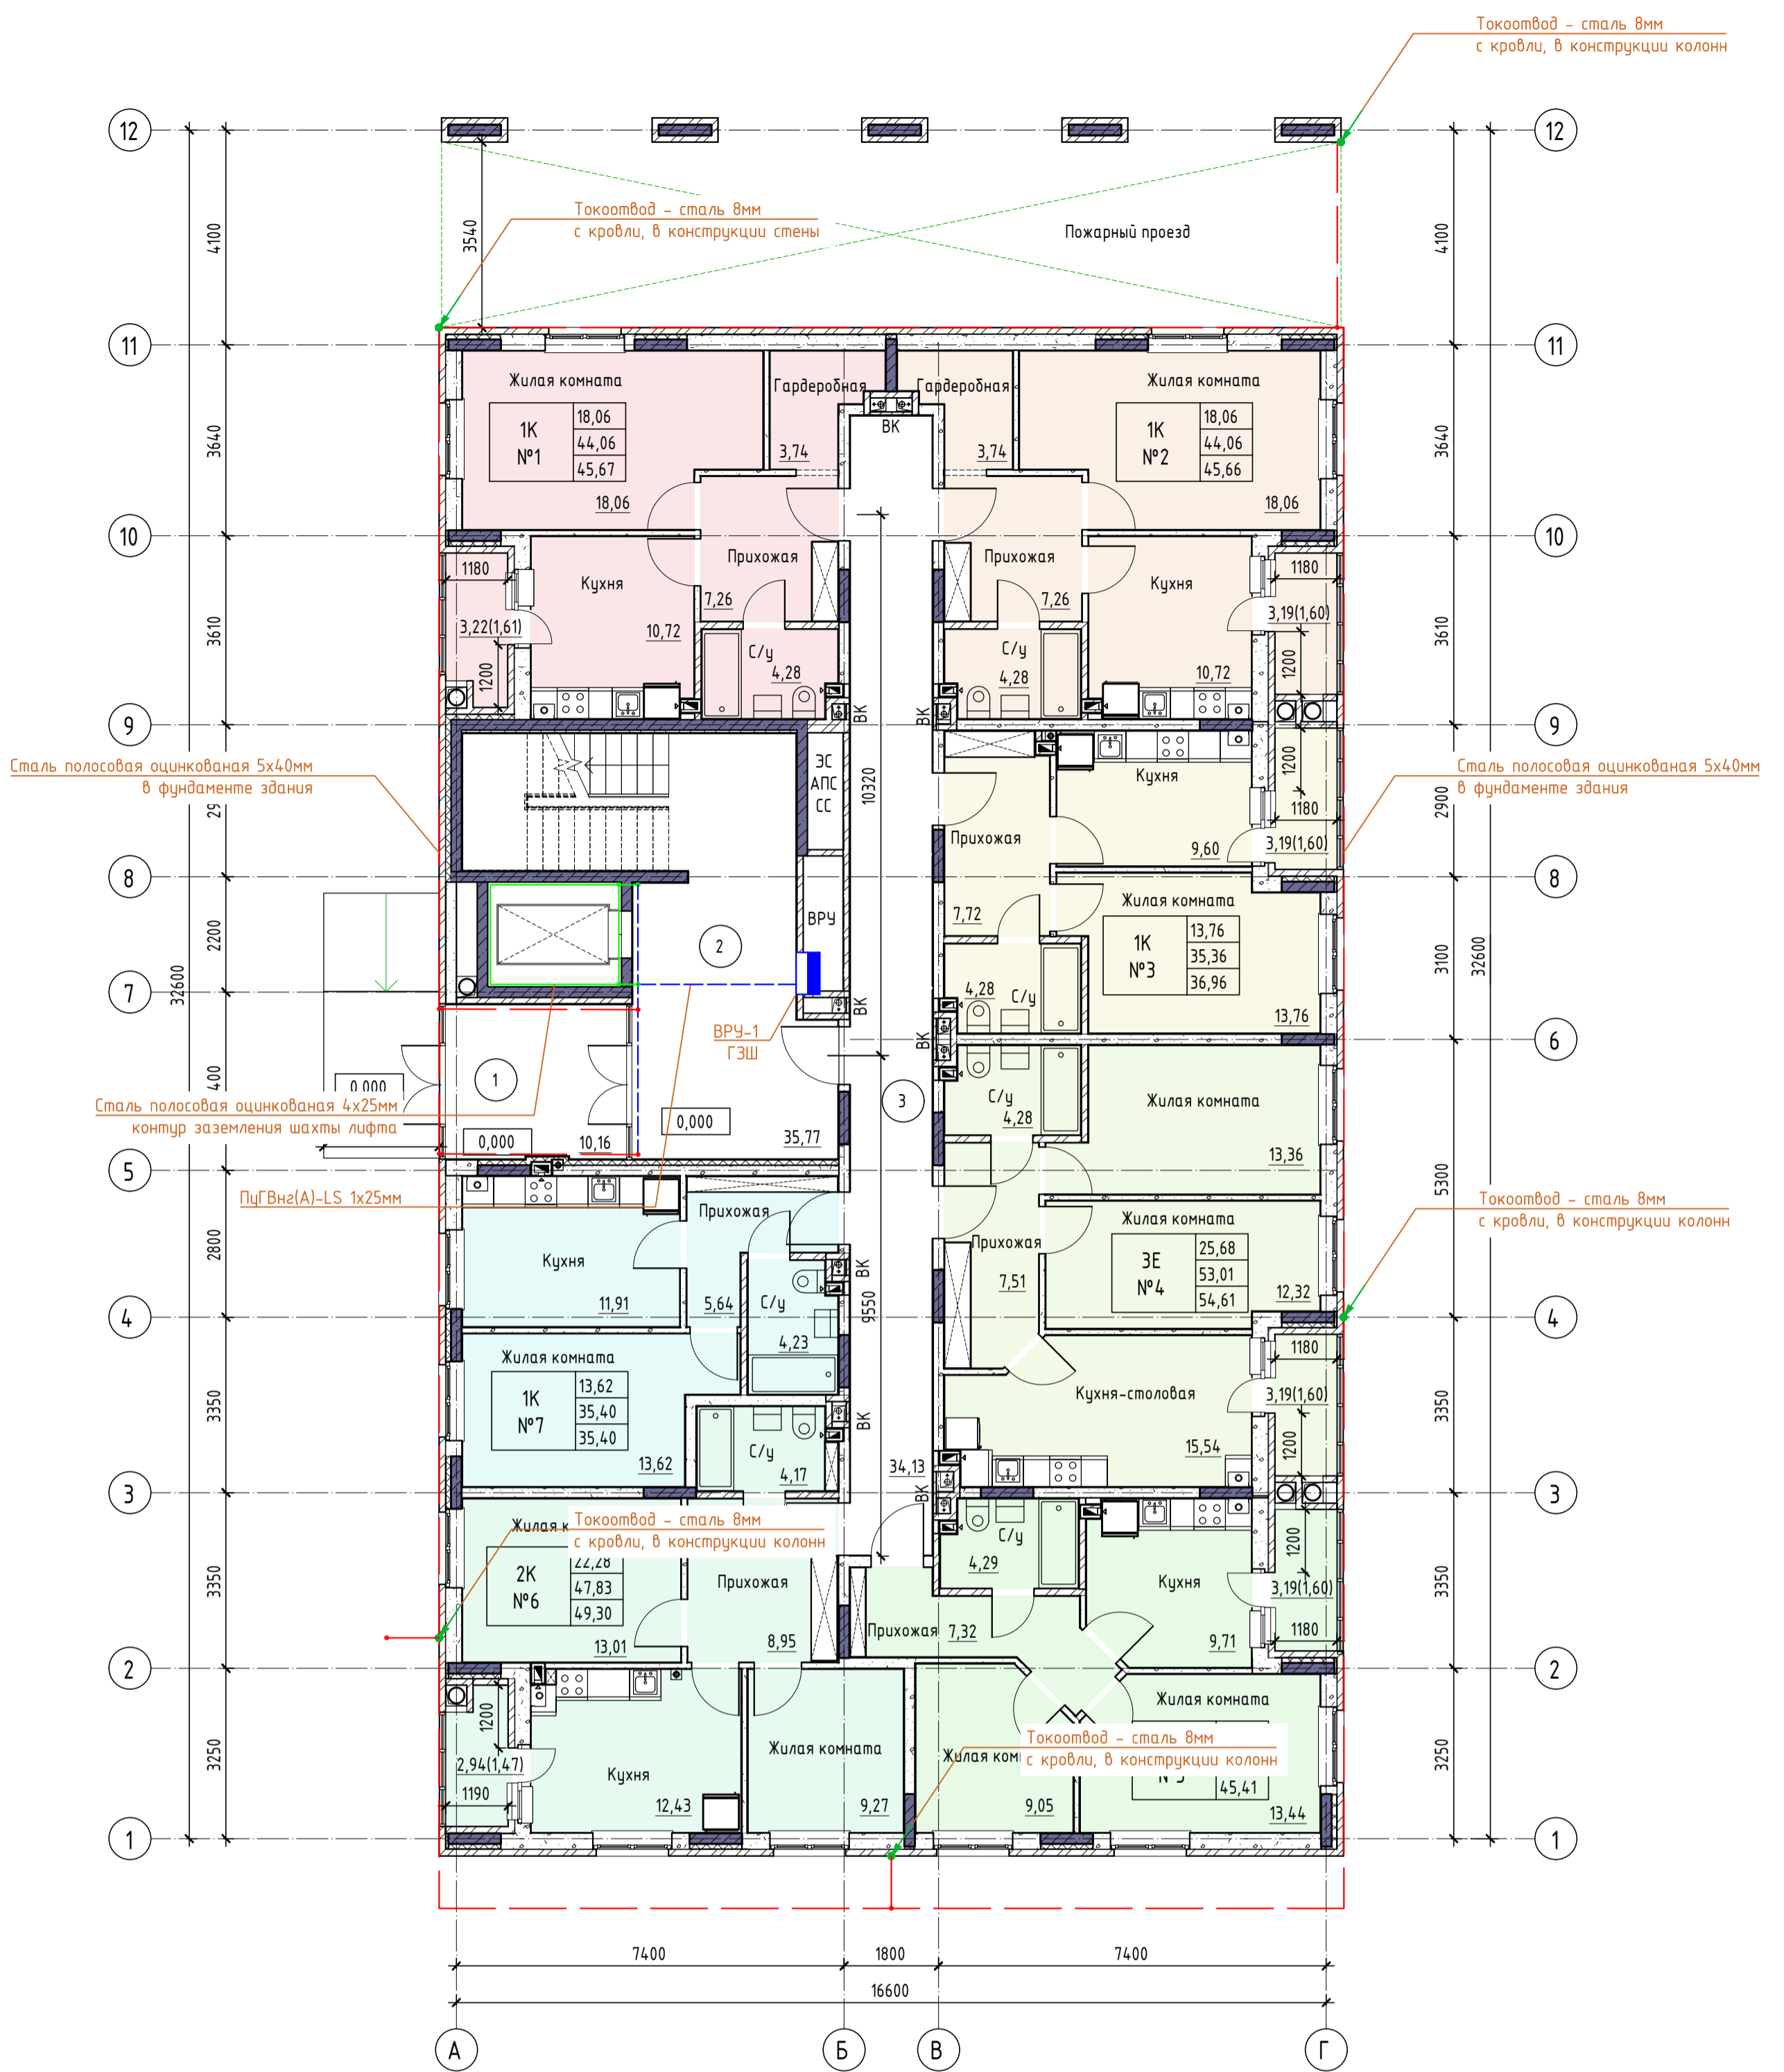 Токоотвод - сталь 8мм
с кровли, в конструкции колонн
12
12
Токоотвод - сталь 8мм
с кровли, в конструкции стены
Пожарный проезд
4100
3540
4100
11
11
Жилая комната
Гардеробная
Гардеробная
Жилая комната
1К
№1
18,06
44,06
45,67
ВК
1К
№2
18,06
44,06
45,66
3640
3,74
3,74
3640
18,06
18,06
10
10
Прихожая
Прихожая
1180
Кухня
Кухня
1180
7,26
7,26
3610
3,22(1,61)
10,72
3,19(1,60)
3610
С/у
4,28
С/у
4,28
1200
10,72
1200
ВК
ВК
9
9
Сталь полосовая оцинкованая 5х40мм
в фундаменте здания
ЭС
АПС
СС
10320
Кухня
1200
Сталь полосовая оцинкованая 5х40мм
в фундаменте здания
29
1180
2900
Прихожая
9,60
3,19(1,60)
8
8
Жилая комната
2200
2
ВРУ
7,72
1К
№3
13,76
35,36
36,96
3100
32600
32600
7
4,28
С/у
13,76
ВК
ВРУ-1
ГЗШ
ВК
6
400
0,000
1
3
С/у
4,28
Жилая комната
Сталь полосовая оцинкованая 4х25мм
контур заземления шахты лифта
0,000
10,16
0,000
35,77
13,36
5
5300
ПуГВнг(А)-LS 1х25мм
Прихожая
Жилая комната
Токоотвод - сталь 8мм
с кровли, в конструкции колонн
2800
Кухня
Прихожая
3Е
№4
25,68
53,01
54,61
ВК
11,91
5,64
С/у
7,51
12,32
4
9550
4
4,23
Жилая комната
1180
1К
№7
13,62
35,40
35,40
Кухня-столовая
3,19(1,60)
3350
3350
ВК
С/у
13,62
4,17
34,13
15,54
1200
3
ВК
3
Жилая к
Токоотвод - сталь 8мм
с кровли, в конструкции колонн
С/у
1200
2К
№6
22,28
47,83
49,30
Прихожая
4,29
Кухня
3,19(1,60)
3350
3350
13,01
8,95
Прихожая
7,32
9,71
1180
2
2
Жилая комната
1200
Токоотвод - сталь 8мм
с кровли, в конструкции колонн
3250
2,94(1,47)
Кухня
Жилая комната
Жилая ком
3250
1190
12,43
9,27
9,05
45,41
13,44
1
1
7400
1800
7400
16600
А
Б
В
Г